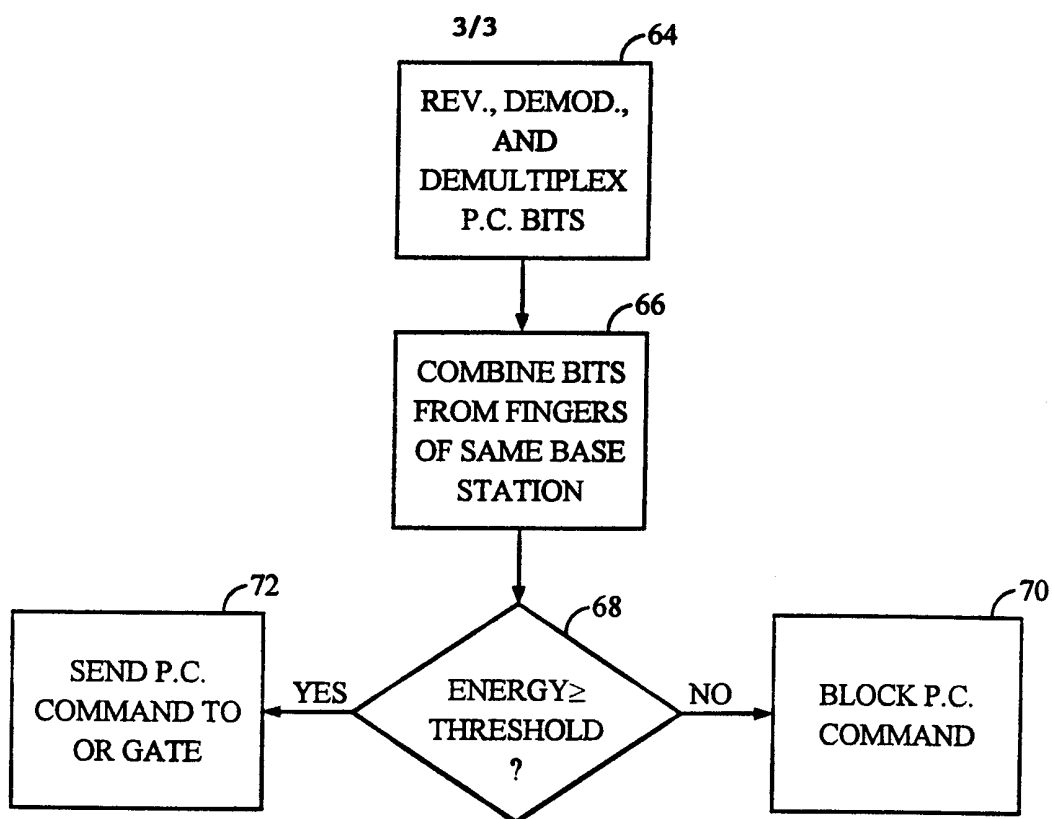 3/3
64
REV., DEMOD.,
AND
DEMULTIPLEX
P.C. BITS
66
COMBINE BITS
FROM FINGERS
OF SAME BASE
STATION
72
SEND P.C.
COMMAND TO
OR GATE
YES
68
ENERGY≥
THRESHOLD
?
NO
70
BLOCK P.C.
COMMAND